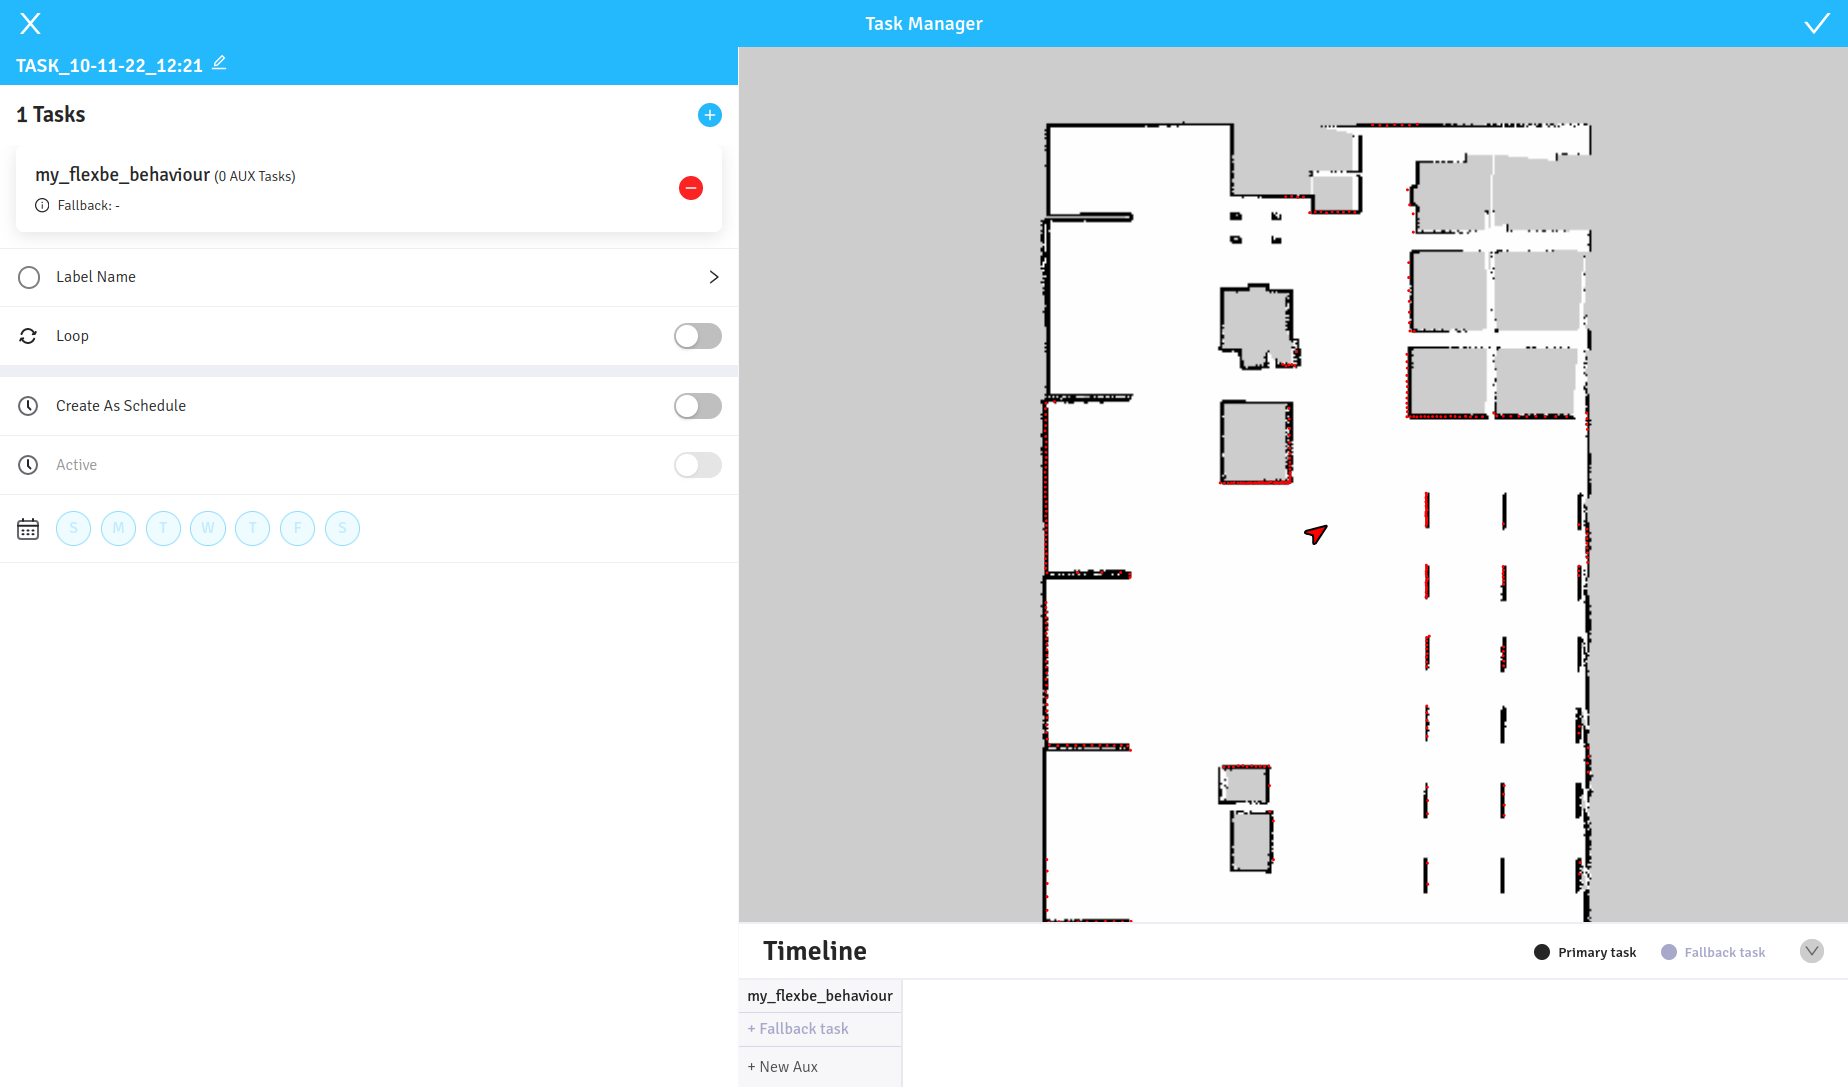 Task Manager
TASK_10-11-22_12:21
1 Tasks
my_flexbe_behaviour (0 AUX Tasks)
Fallback: -
Label Name
Loop
Create As Schedule
Active
S M T W T F S
Timeline
Primary task
Fallback task
my_flexbe_behaviour
+ Fallback task
+ New Aux